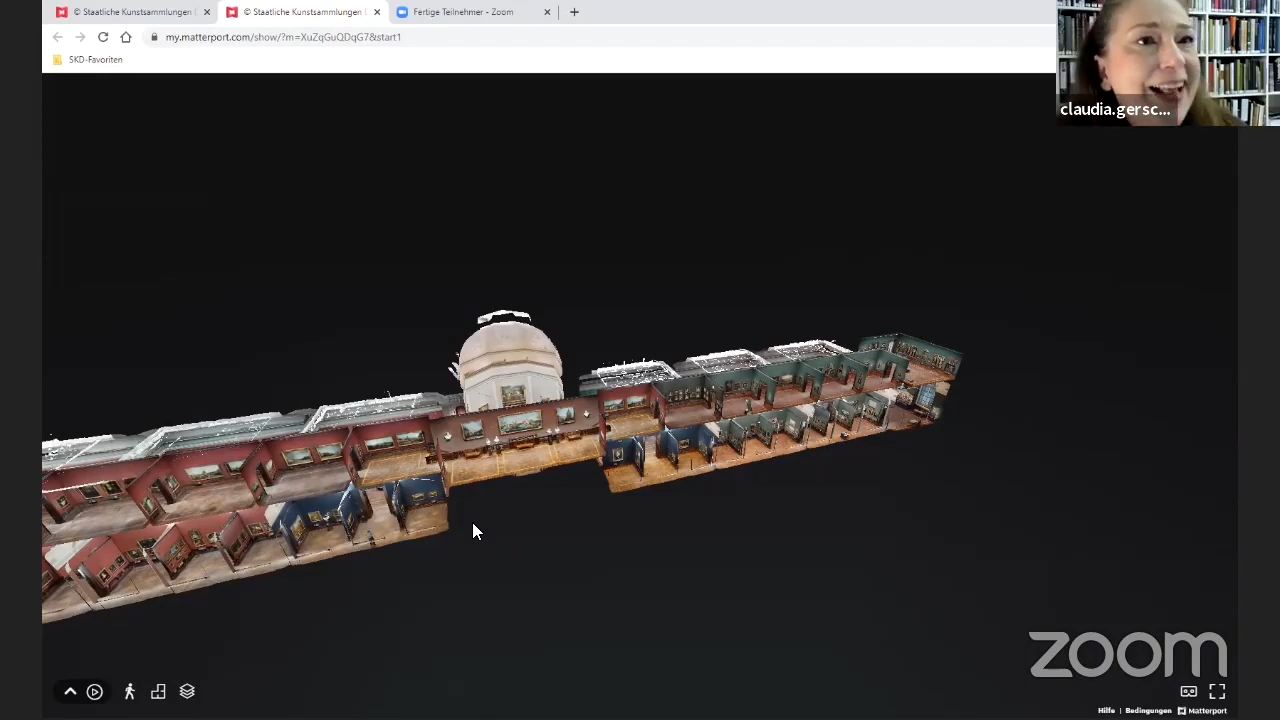 © Staatliche Kunstsammlungen
© Staatliche Kunstsammlungen
Fertige Teilnehmer - Zoom
my.matterport.com/show/?m=XuZqGuQDqG7&start1
SKD-Favoriten
claudia.gersc...
zoom
Hilfe | Bedingungen Matterport